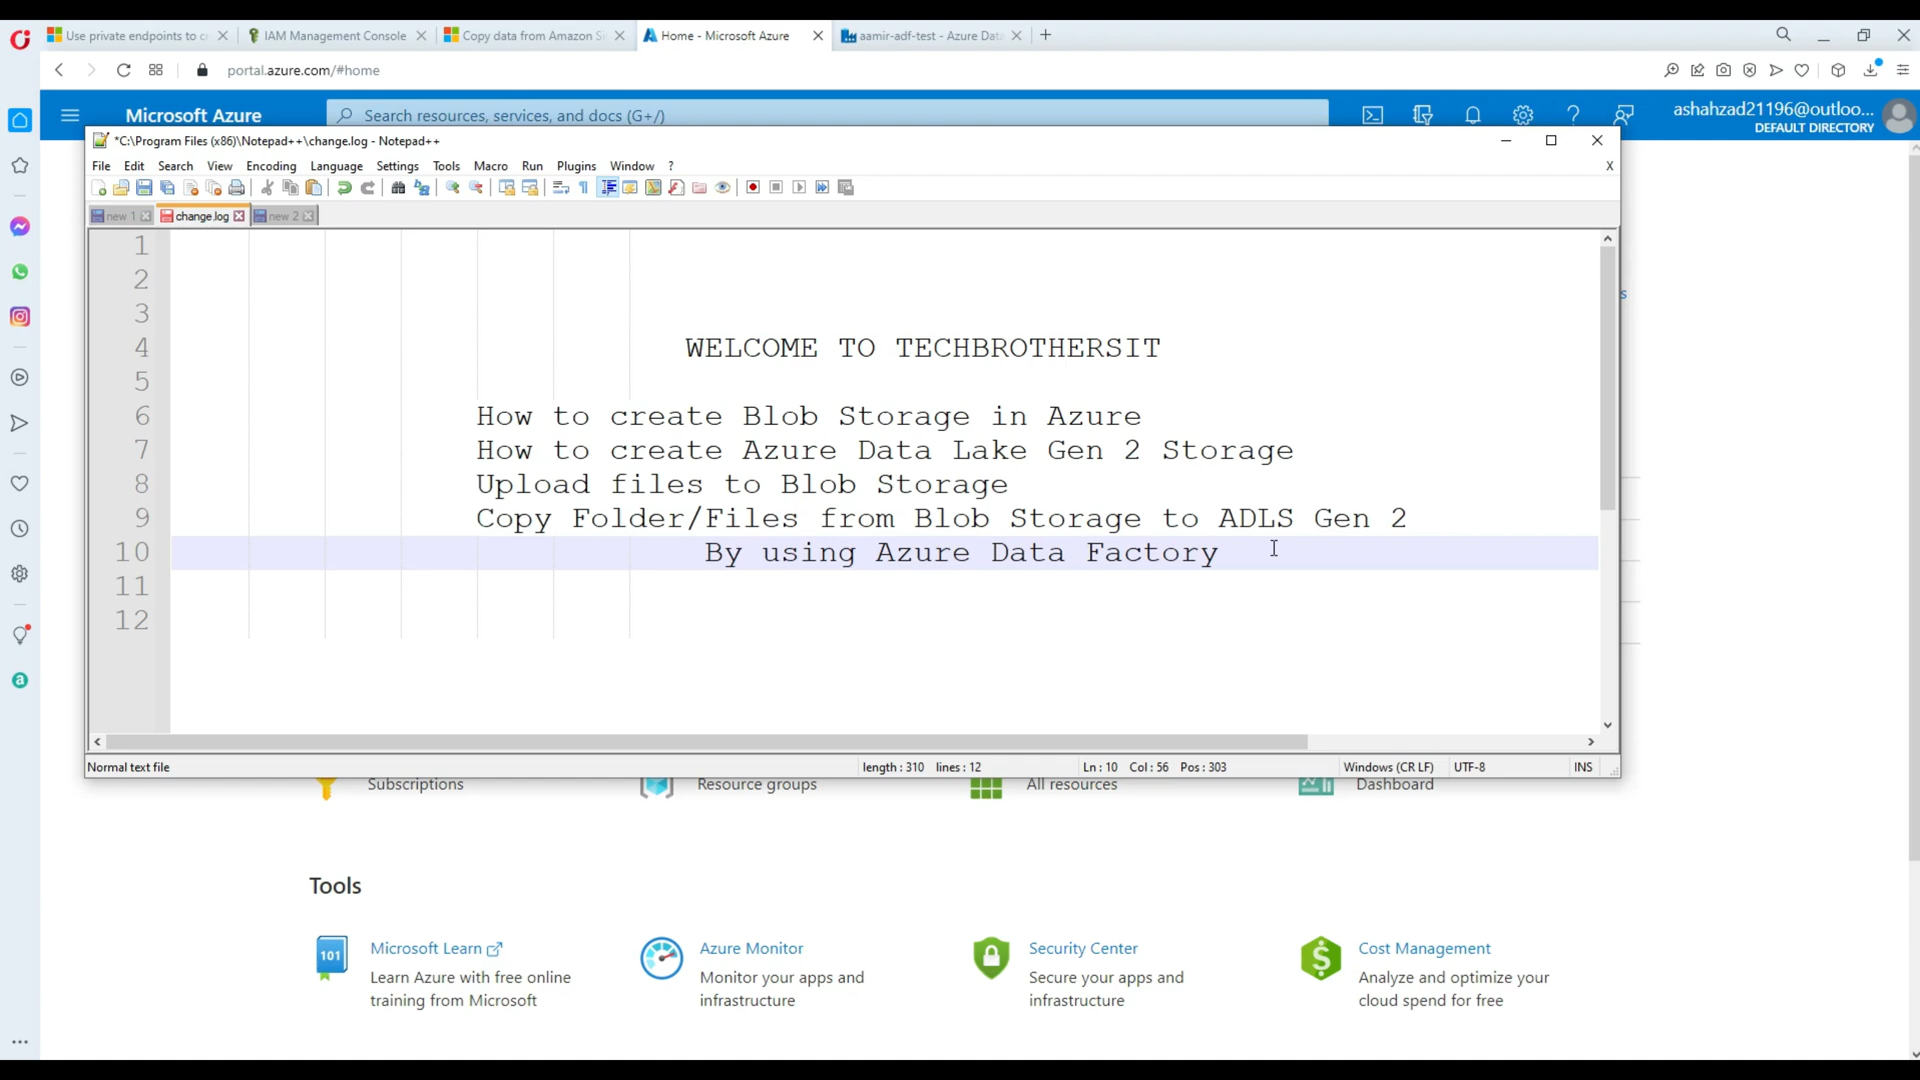 Use private endpoints to c
IAM Management Console
Copy data from Amazon Si
Home - Microsoft Azure
aamir-adf-test - Azure Data
portal.azure.com/#home
Microsoft Azure
Search resources, services, and docs (G+/)
ashahzad21196@outloo...
DEFAULT DIRECTORY
*C:\Program Files (x86)\Notepad++\change.log - Notepad++
File Edit Search View Encoding Language Settings Tools Macro Run Plugins Window ?
X
new 1 change.log new 2
1
2
3
4 WELCOME TO TECHBROTHERSIT
5
6 How to create Blob Storage in Azure
7 How to create Azure Data Lake Gen 2 Storage
8 Upload files to Blob Storage
9 Copy Folder/Files from Blob Storage to ADLS Gen 2
10 By using Azure Data Factory
11
12
Normal text file length : 310 lines : 12 Ln : 10 Col : 56 Pos : 303 Windows (CR LF) UTF-8 INS
Subscriptions Resource groups All resources Dashboard
Tools
101
Microsoft Learn
Learn Azure with free online
training from Microsoft
Azure Monitor
Monitor your apps and
infrastructure
Security Center
Secure your apps and
infrastructure
Cost Management
Analyze and optimize your
cloud spend for free